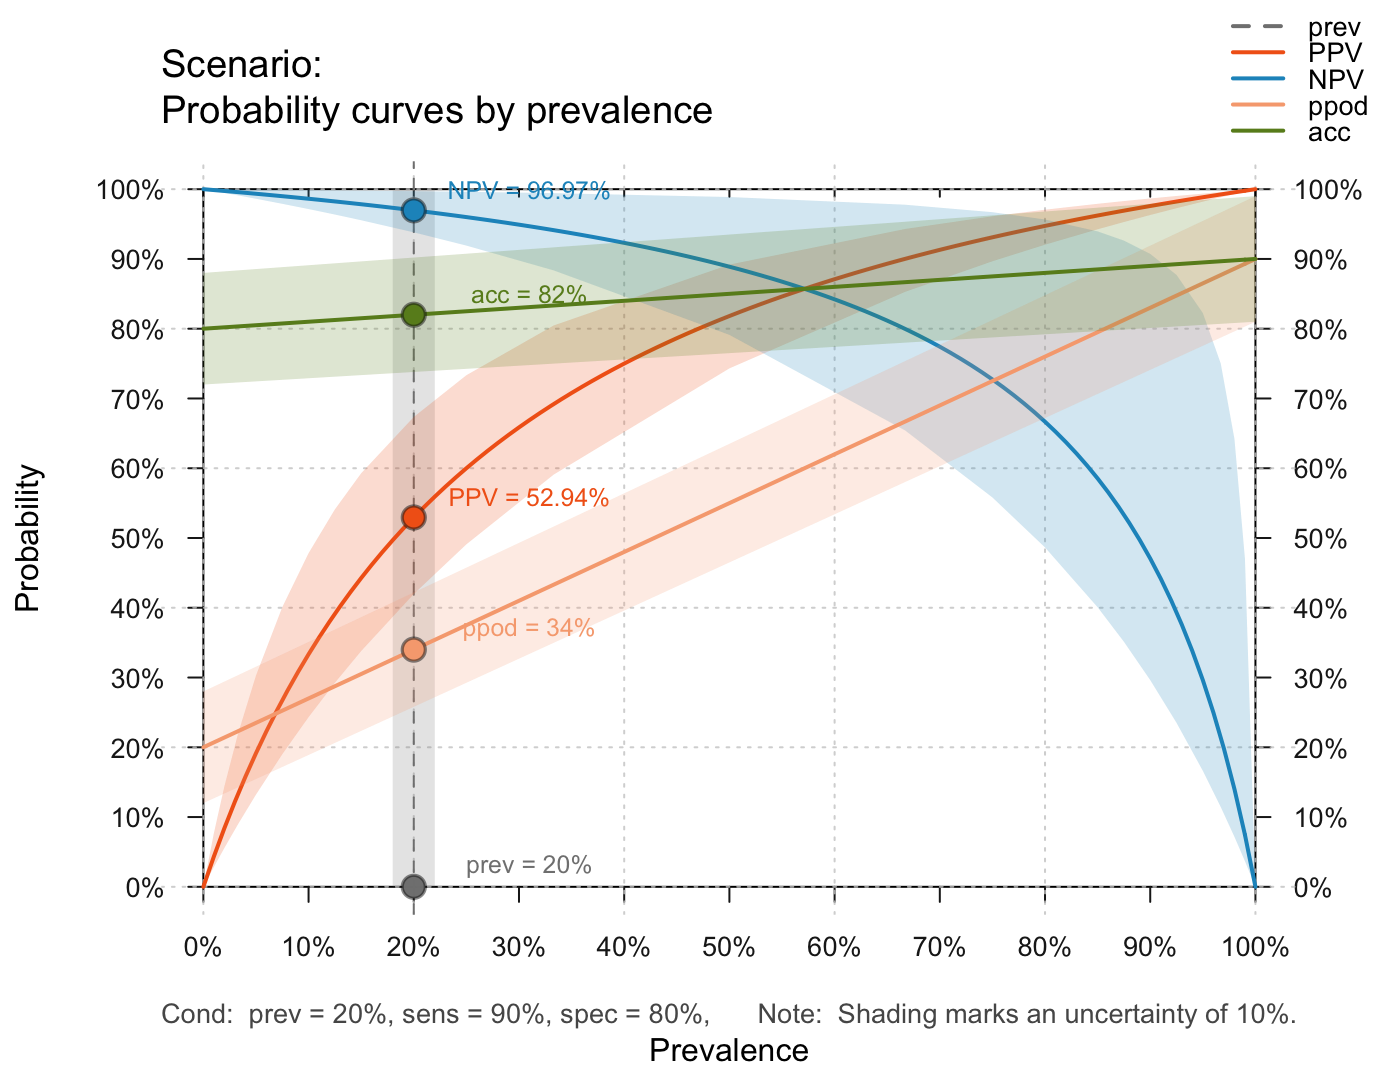 prev
PPV
NPV
ppod
acc
Scenario:
Probability curves by prevalence
100%
90%
80%
70%
60%
50%
40%
30%
20%
10%
0%
Probability
NPV = 96.97%
acc = 82%
PPV = 52.94%
ppod = 34%
prev = 20%
100%
90%
80%
70%
60%
50%
40%
30%
20%
10%
0%
0% 10% 20% 30% 40% 50% 60% 70% 80% 90% 100%
Cond: prev = 20%, sens = 90%, spec = 80%, Note: Shading marks an uncertainty of 10%.
Prevalence